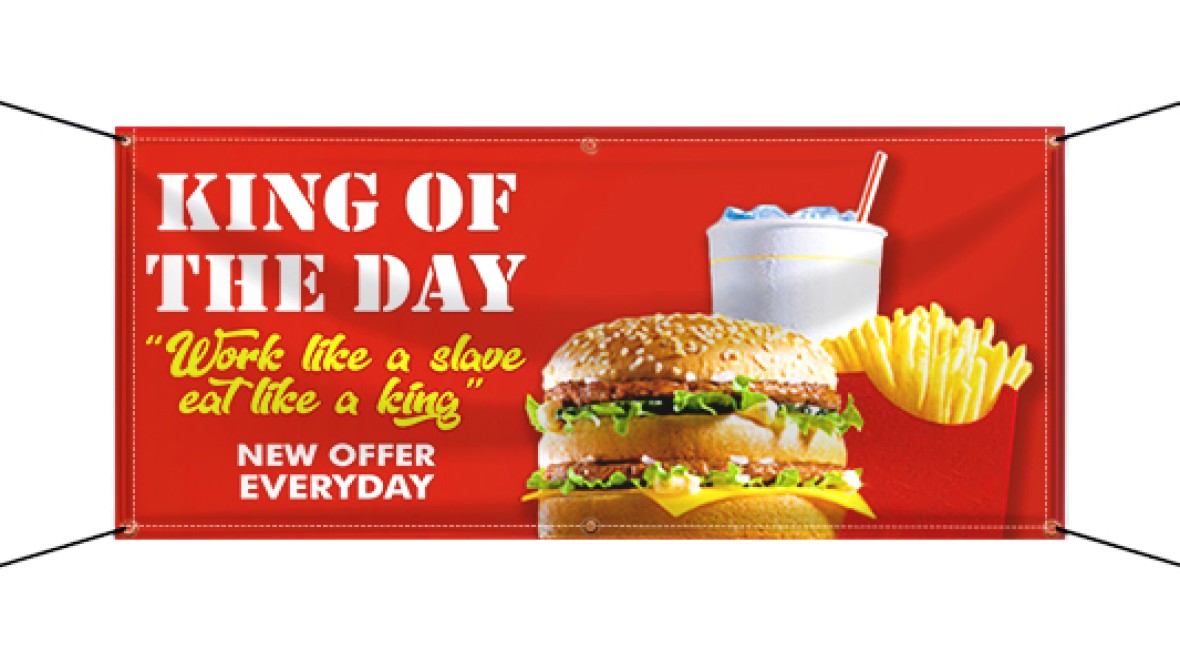 KING OF
THE DAY
"Work like a slave
eat like a king"
NEW OFFER
EVERYDAY